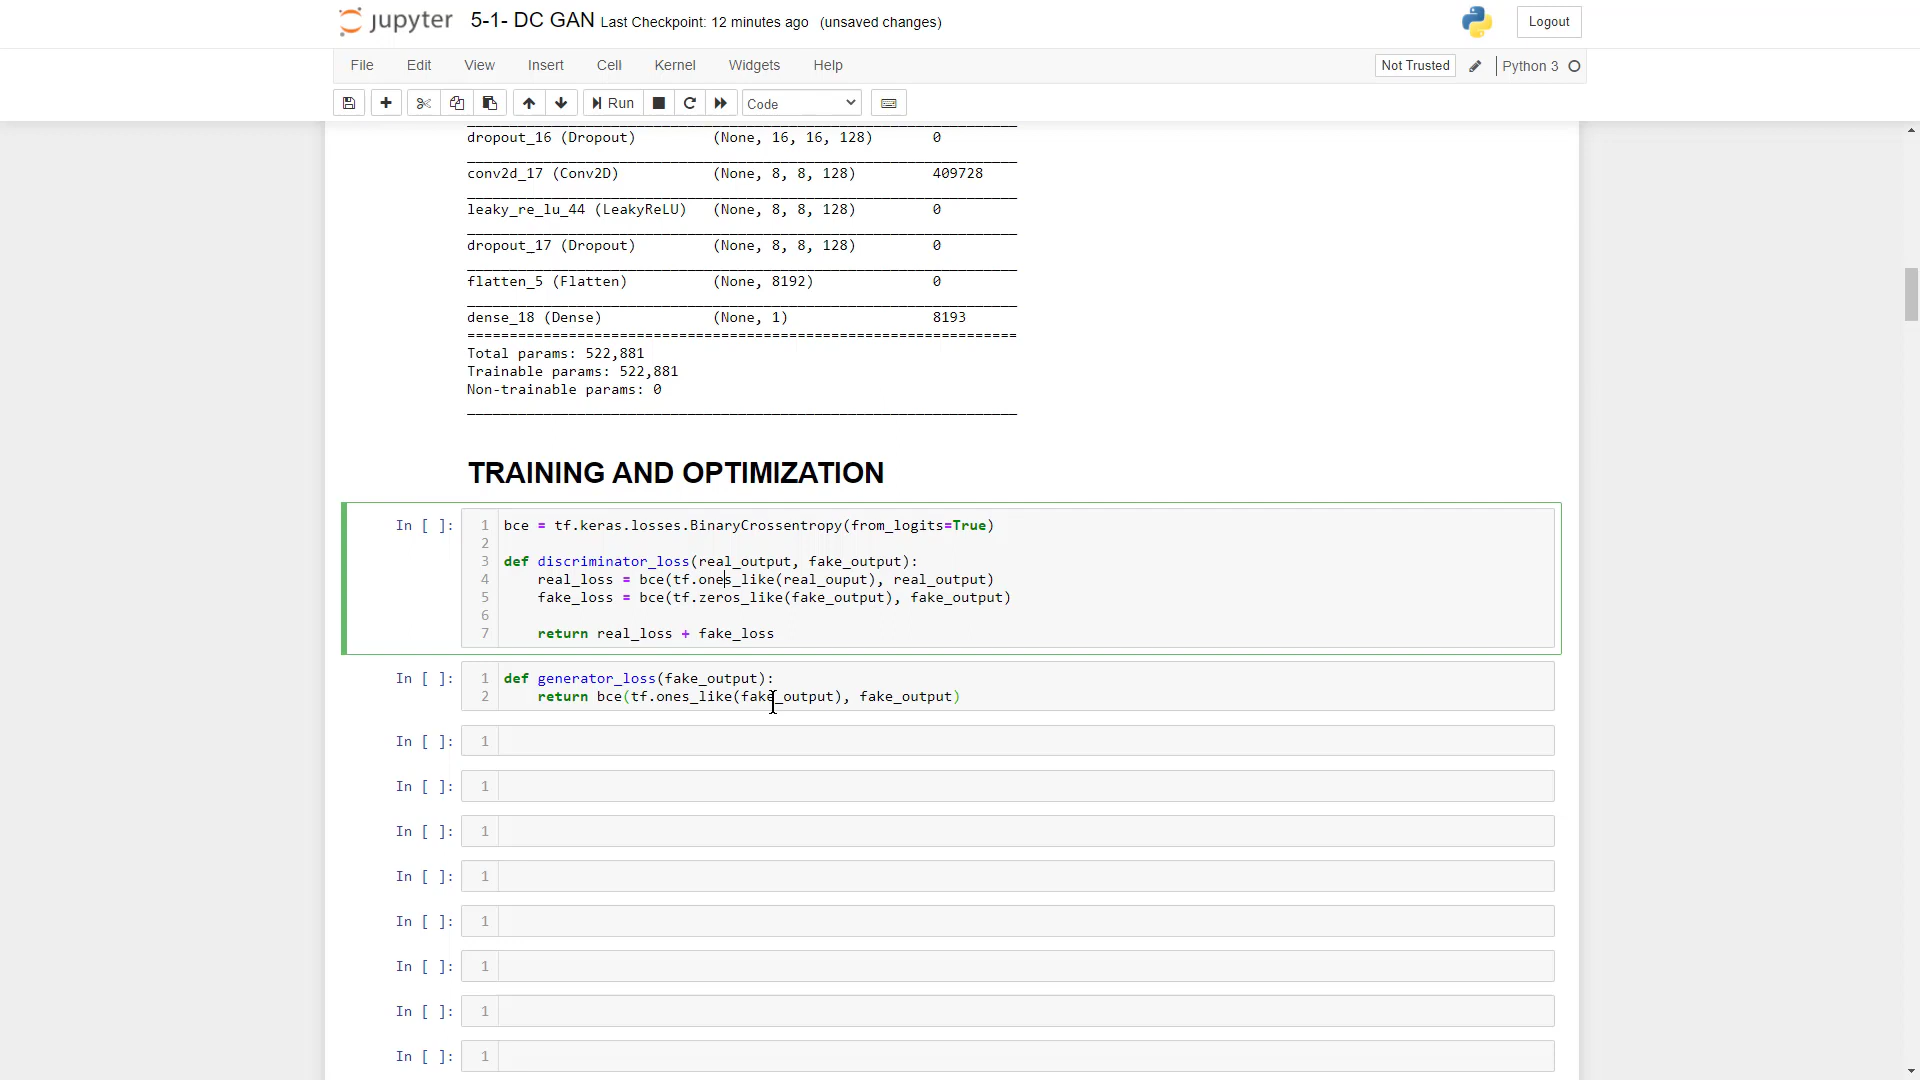 jupyter 5-1- DC GAN Last Checkpoint: 12 minutes ago (unsaved changes) Logout
File Edit View Insert Cell Kernel Widgets Help Not Trusted Python 3
Run Code
dropout_16 (Dropout) (None, 16, 16, 128) 0
conv2d_17 (Conv2D) (None, 8, 8, 128) 409728
leaky_re_lu_44 (LeakyReLU) (None, 8, 8, 128) 0
dropout_17 (Dropout) (None, 8, 8, 128) 0
flatten_5 (Flatten) (None, 8192) 0
dense_18 (Dense) (None, 1) 8193
=================================================================
Total params: 522,881
Trainable params: 522,881
Non-trainable params: 0
TRAINING AND OPTIMIZATION
In [ ]: 1 bce = tf.keras.losses.BinaryCrossentropy(from_logits=True)
2
3 def discriminator_loss(real_output, fake_output):
4 real_loss = bce(tf.ones_like(real_ouput), real_output)
5 fake_loss = bce(tf.zeros_like(fake_output), fake_output)
6
7 return real_loss + fake_loss
In [ ]: 1 def generator_loss(fake_output):
2 return bce(tf.ones_like(fake_output), fake_output)
In [ ]: 1
In [ ]: 1
In [ ]: 1
In [ ]: 1
In [ ]: 1
In [ ]: 1
In [ ]: 1
In [ ]: 1